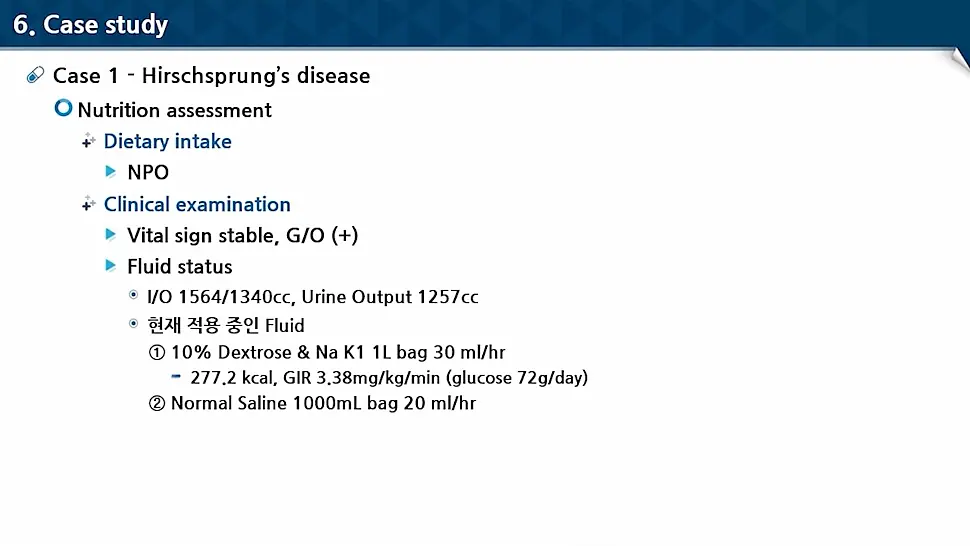 6. Case study
Case 1 - Hirschsprung's disease
Nutrition assessment
Dietary intake
NPO
Clinical examination
Vital sign stable, G/O (+)
Fluid status
I/O 1564/1340cc, Urine Output 1257cc
현재 적용 중인 Fluid
① 10% Dextrose & Na K1 1L bag 30 ml/hr
- 277.2 kcal, GIR 3.38mg/kg/min (glucose 72g/day)
② Normal Saline 1000mL bag 20 ml/hr